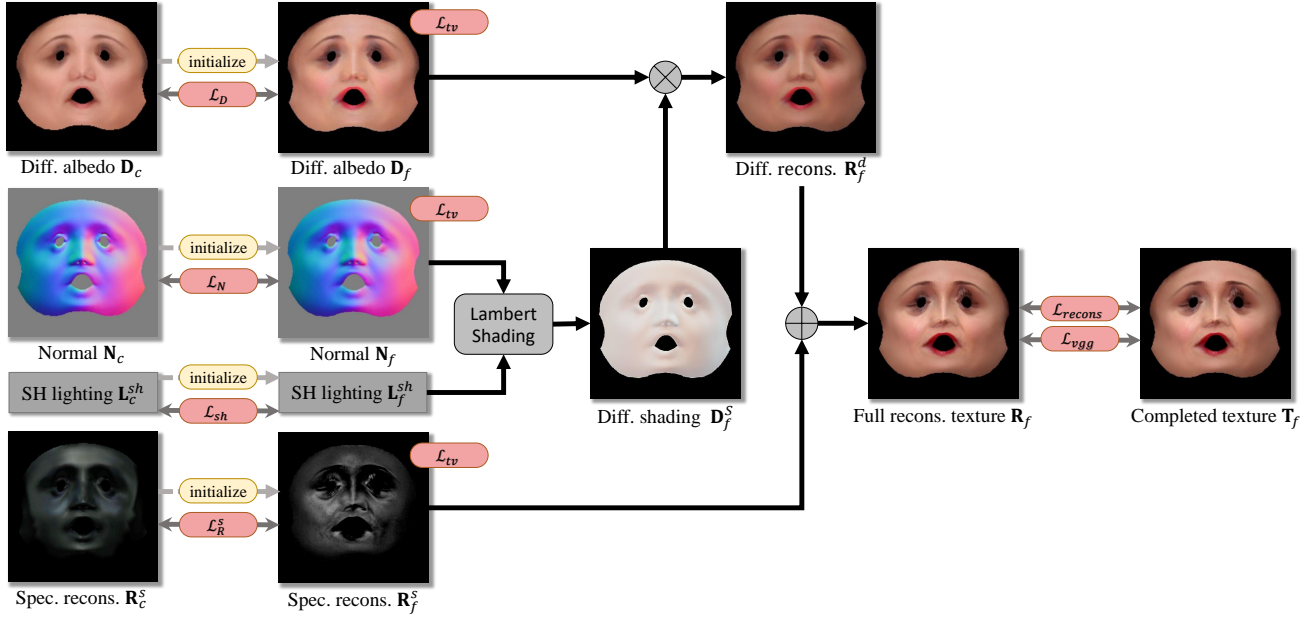 initialize
ℒ_D
ℒ_tv
Diff. albedo D_c
Diff. albedo D_f
Diff. recons. R_f^d
initialize
ℒ_N
ℒ_tv
Normal N_c
Normal N_f
Lambert
Shading
SH lighting L_c^sh
initialize
ℒ_sh
SH lighting L_f^sh
Diff. shading D_f^S
ℒ_recons
ℒ_vgg
Full recons. texture R_f
Completed texture T_f
initialize
ℒ_R^s
ℒ_tv
Spec. recons. R_c^s
Spec. recons. R_f^s